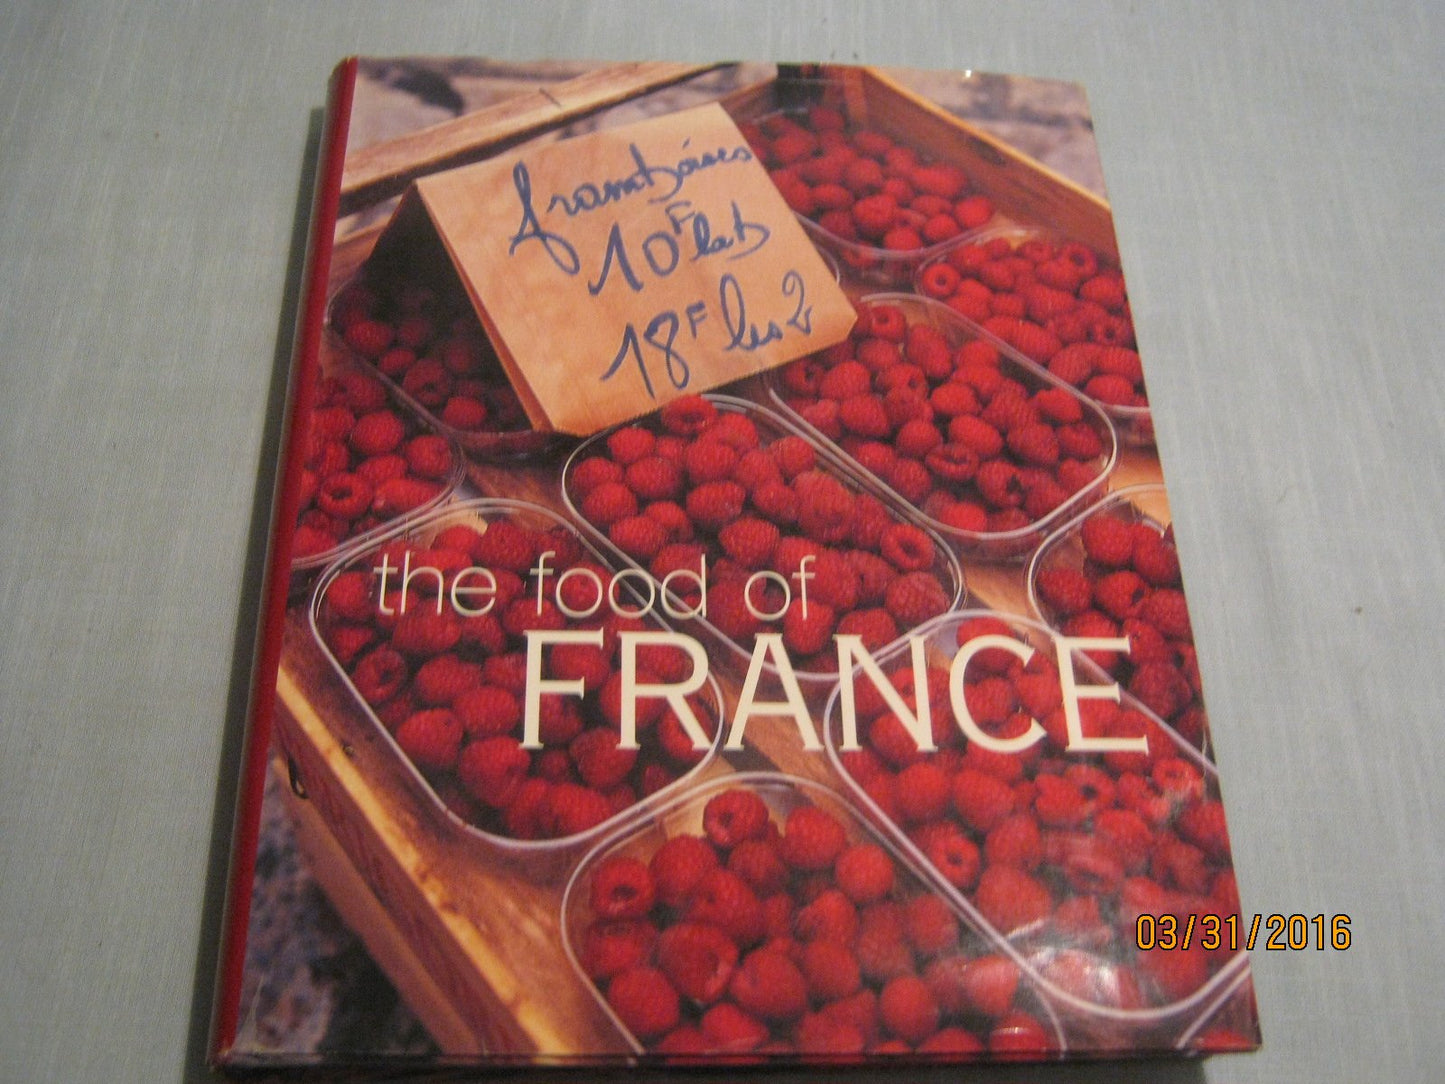 framboises
10F la b
18F les 2
the food of
FRANCE
03/31/2016